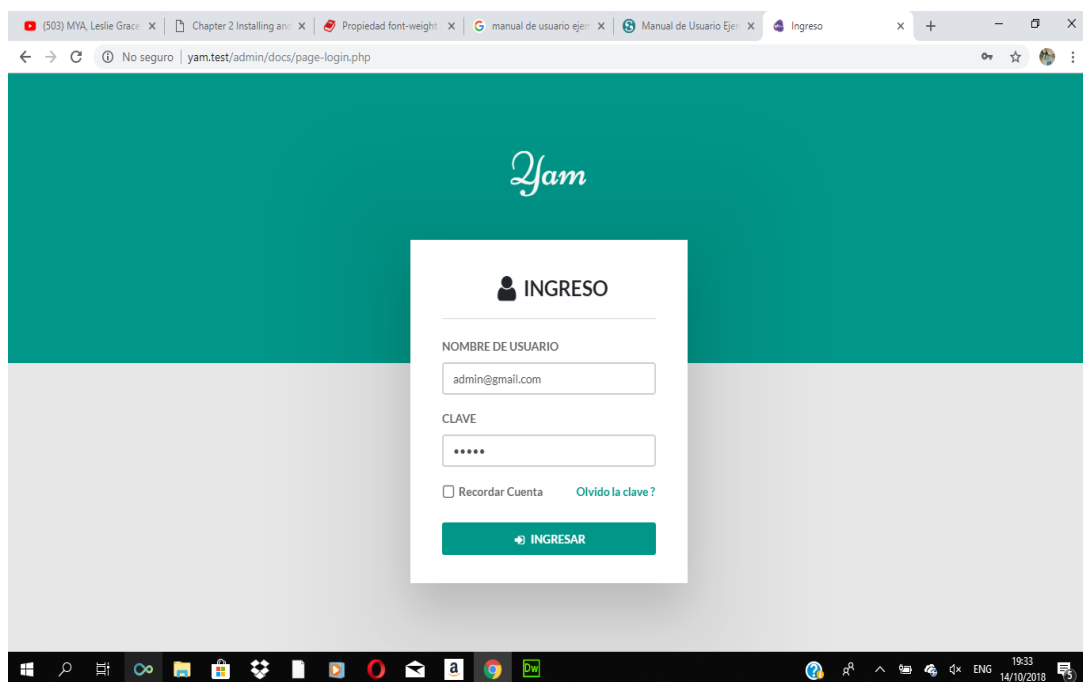 (503) MYA, Leslie Grace
Chapter 2 Installing and
Propiedad font-weight
manual de usuario ejem
Manual de Usuario Ejem
Ingreso
No seguro | yam.test/admin/docs/page-login.php
Yam
INGRESO
NOMBRE DE USUARIO
admin@gmail.com
CLAVE
•••••
Recordar Cuenta
Olvido la clave ?
INGRESAR
a
Dw
ENG
19:33
14/10/2018
5